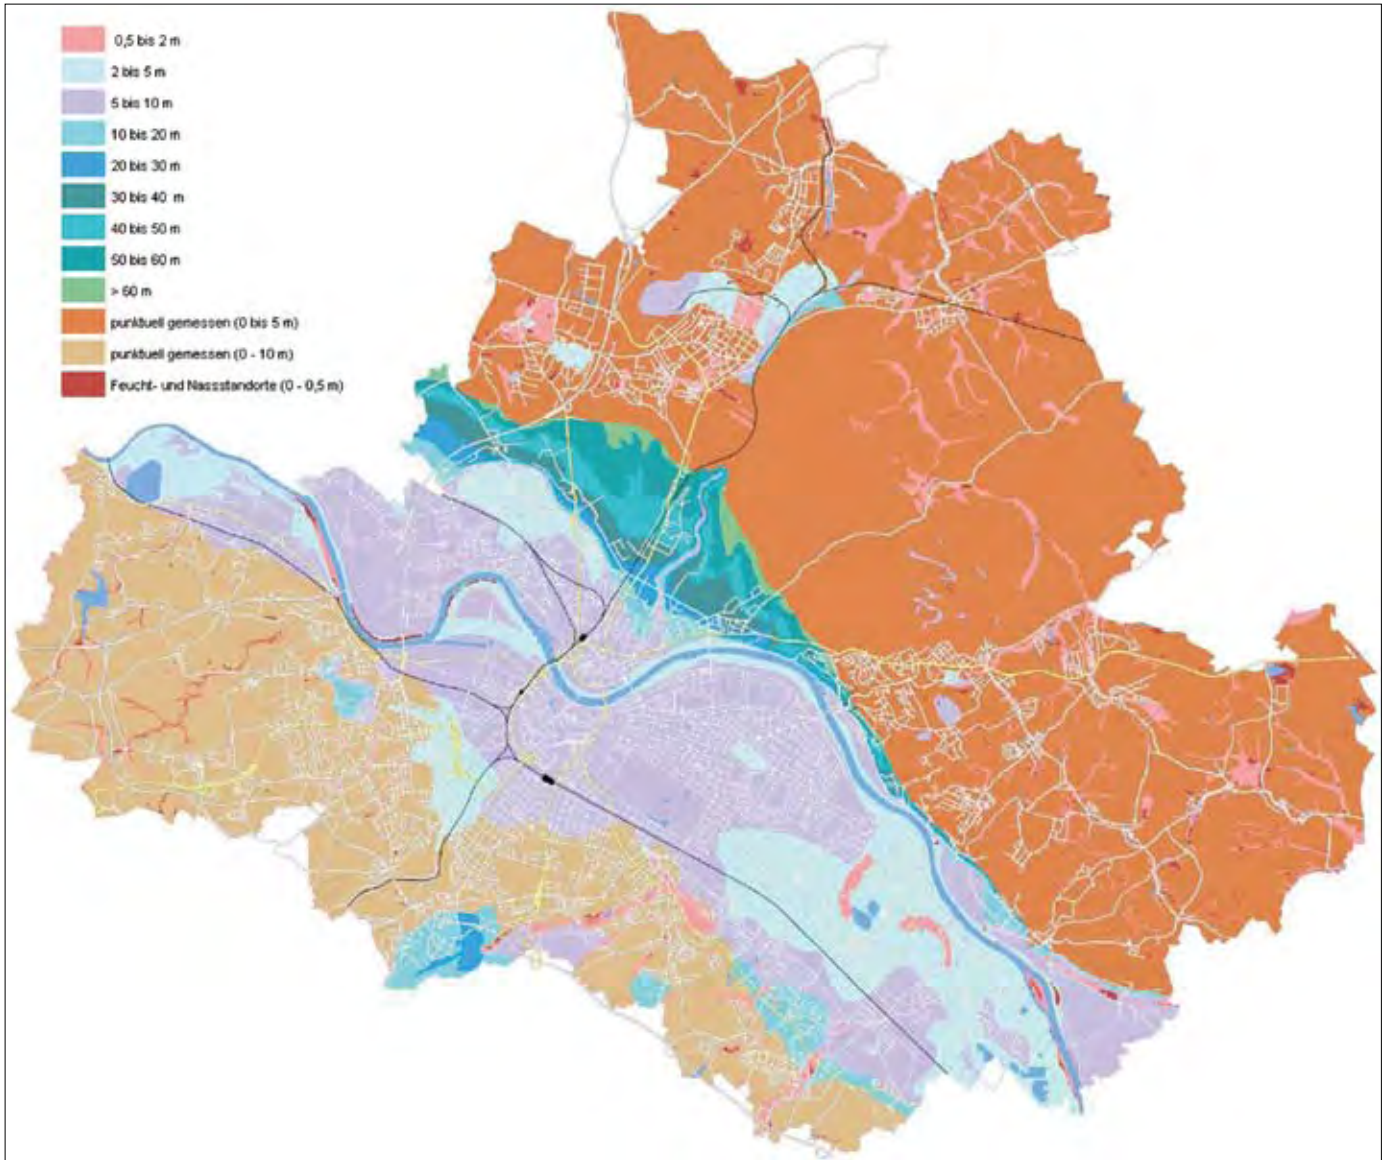 0,5 bis 2 m
2 bis 5 m
5 bis 10 m
10 bis 20 m
20 bis 30 m
30 bis 40 m
40 bis 50 m
50 bis 60 m
> 60 m
punktuell gemessen (0 bis 5 m)
punktuell gemessen (0 - 10 m)
Feucht- und Nassstandorte (0 - 0,5 m)